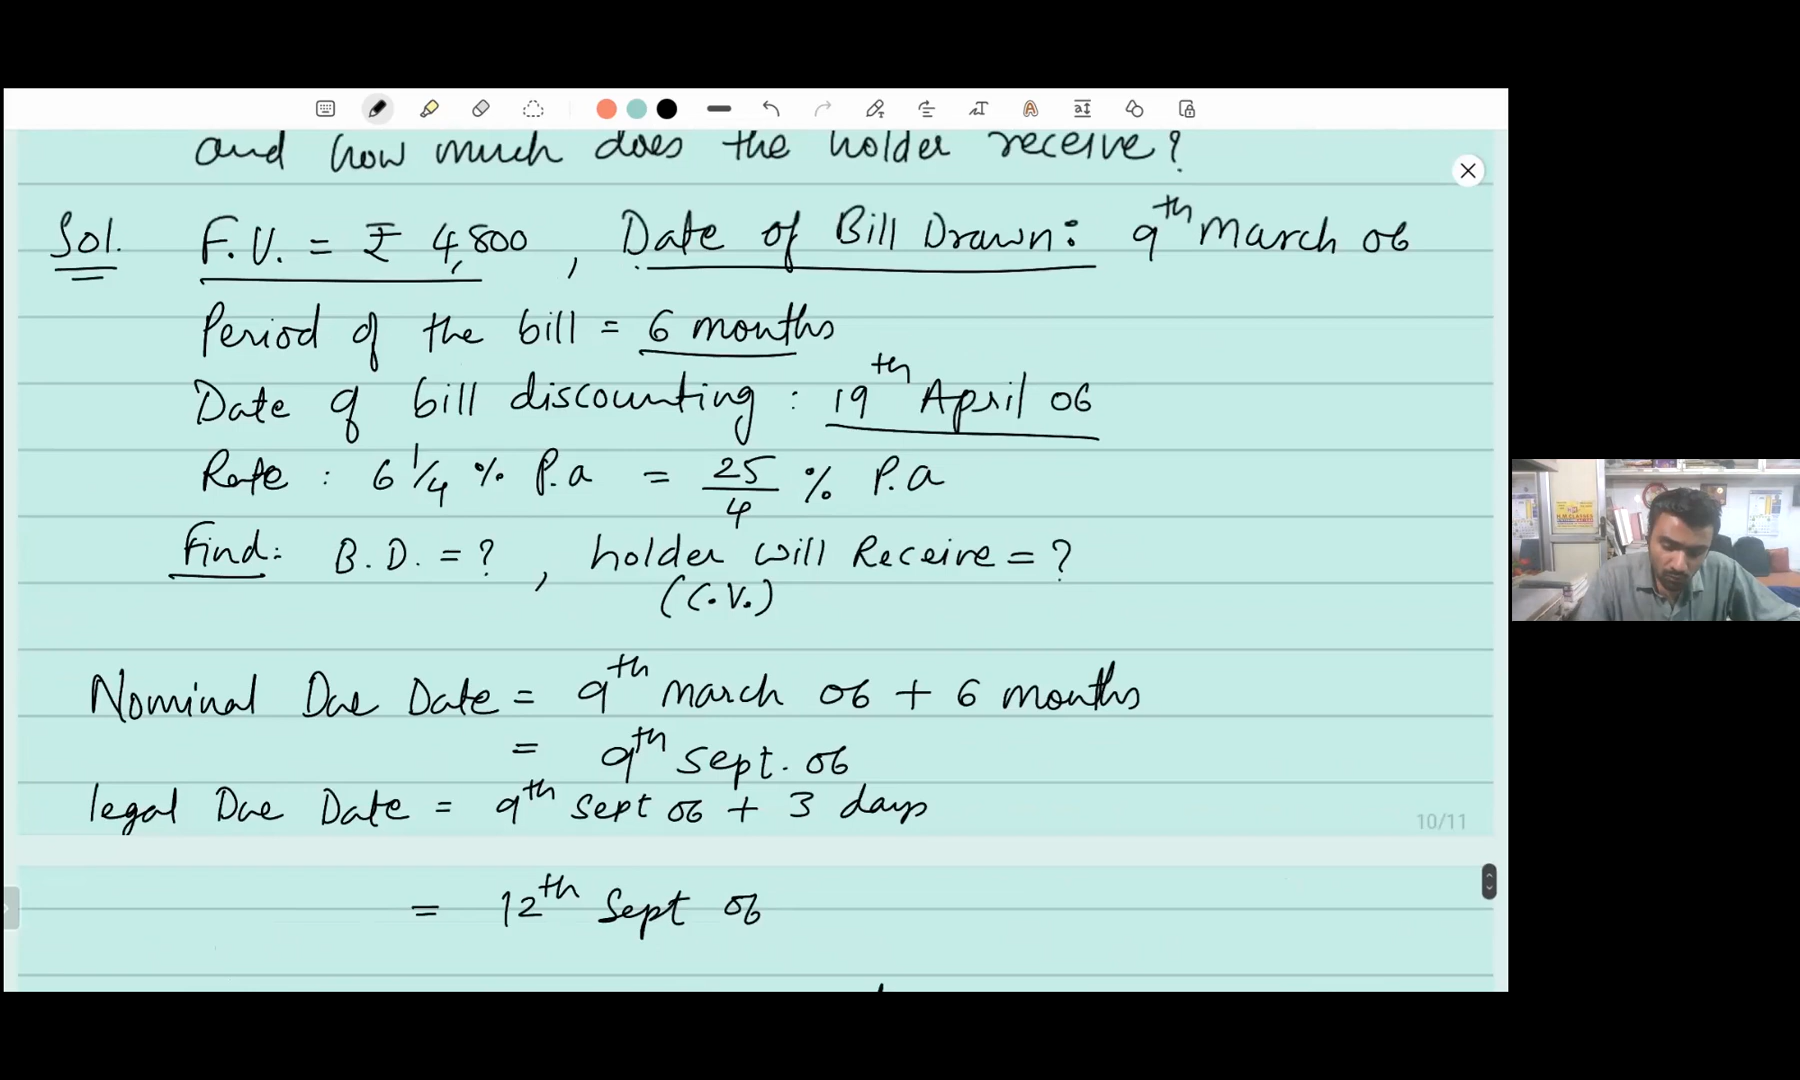 and how much does the holder receive?
Sol. F.V. = ₹ 4,800, Date of Bill Drawn: 9th March 06
Period of the bill = 6 months
Date of bill discounting : 19th April 06
Rate : 6 1/4 % P.a = 25/4 % P.a
Find: B.D. = ?, holder will Receive = ?
(C.V.)
Nominal Due Date = 9th march 06 + 6 months
= 9th sept. 06
legal Due Date = 9th sept 06 + 3 days
10/11
= 12th Sept 06